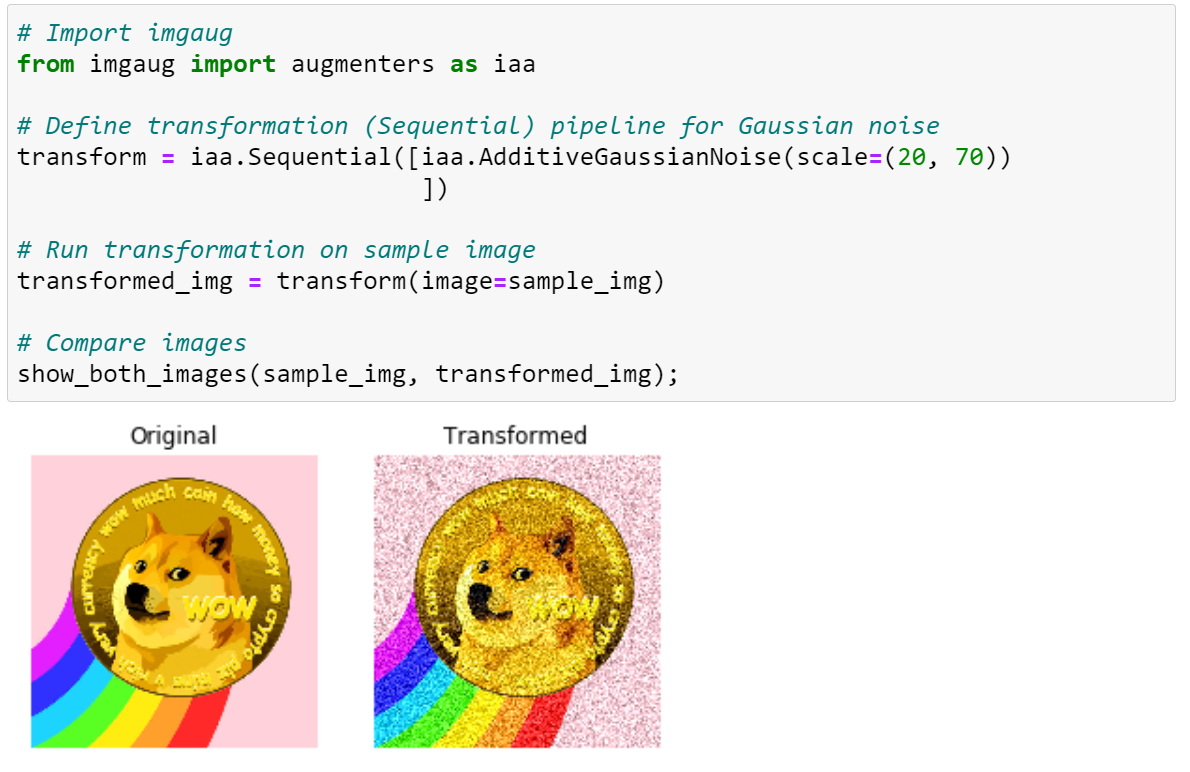 # Import imgaug
from imgaug import augmenters as iaa
# Define transformation (Sequential) pipeline for Gaussian noise
transform = iaa.Sequential([iaa.AdditiveGaussianNoise(scale=(20, 70))
])
# Run transformation on sample image
transformed_img = transform(image=sample_img)
# Compare images
show_both_images(sample_img, transformed_img);
Original
Transformed
very currency wow much coin how money so crypto
WOW
much coin
WOW